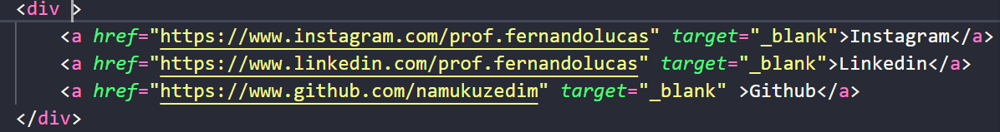 <div >
<a href="https://www.instagram.com/prof.fernandolucas" target="_blank">Instagram</a>
<a href="https://www.linkedin.com/prof.fernandolucas" target="_blank">Linkedin</a>
<a href="https://www.github.com/namukuzedim" target="_blank" >Github</a>
</div>